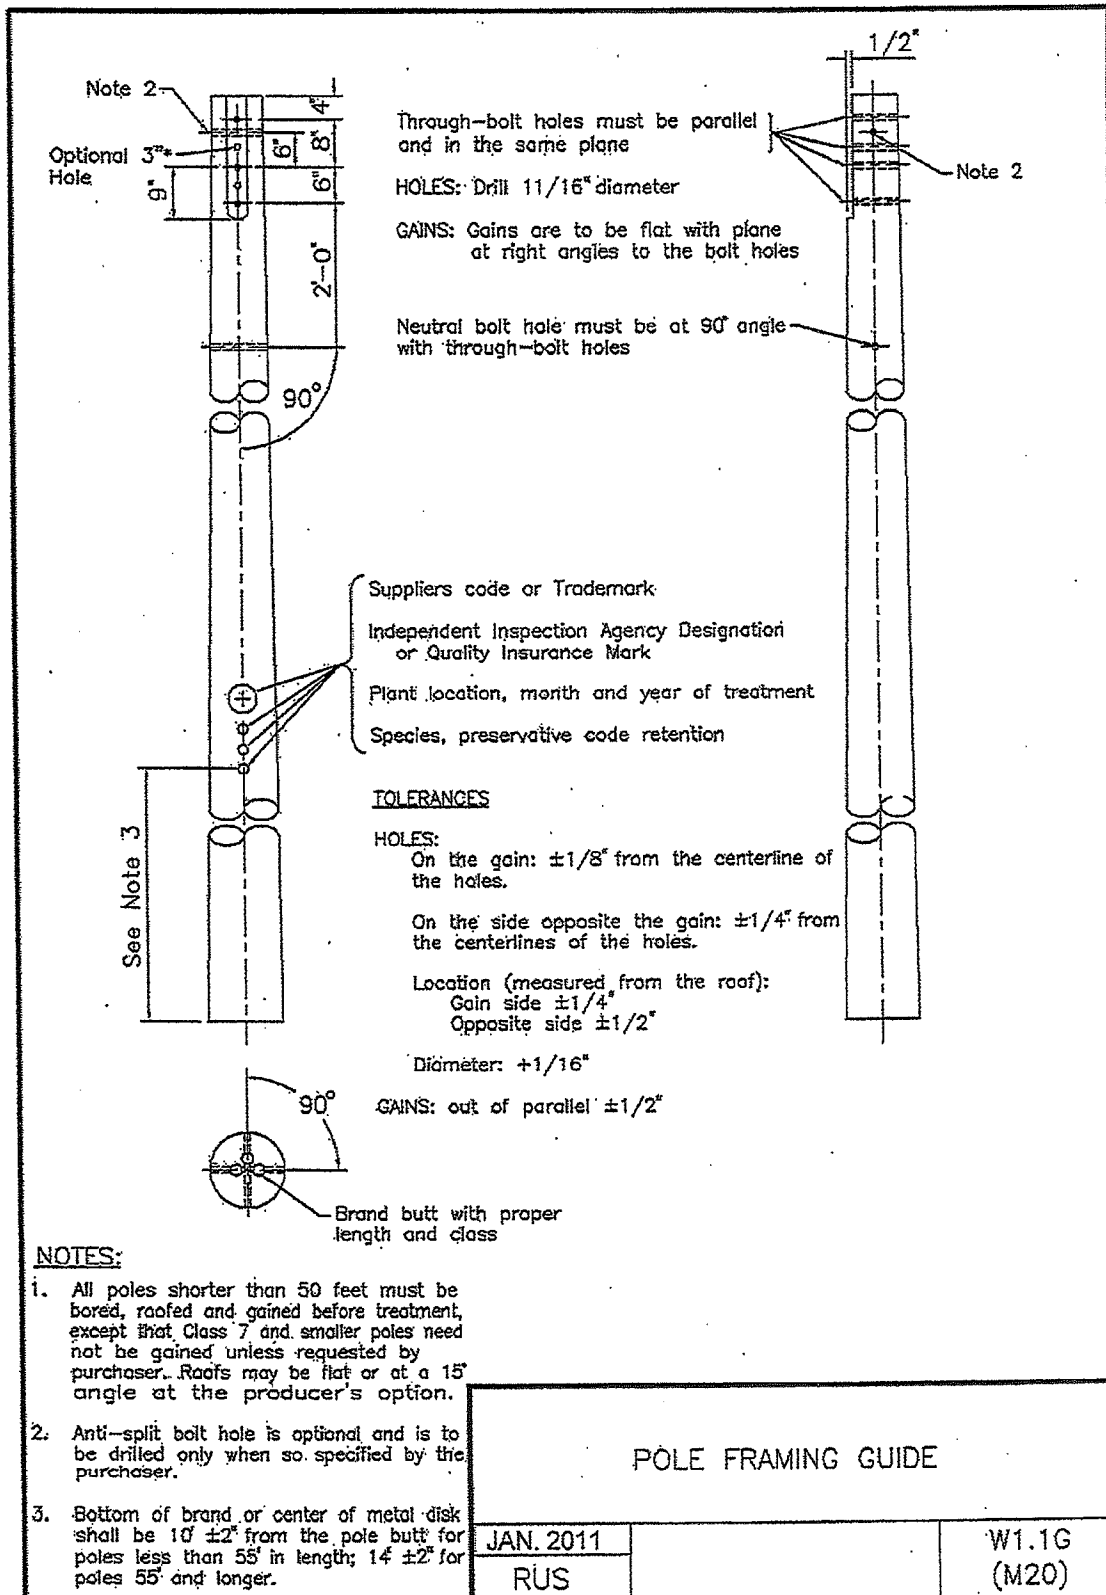 1/2"
Note 2
4"
8"
6"
6"
9"
2'-0"
Optional 3"*
Hole
Through-bolt holes must be parallel
and in the same plane
Note 2
HOLES: Drill 11/16" diameter
GAINS: Gains are to be flat with plane
at right angles to the bolt holes
Neutral bolt hole must be at 90° angle
with through-bolt holes
90°
Suppliers code or Trademark
Independent Inspection Agency Designation
or Quality Insurance Mark
Plant location, month and year of treatment
Species, preservative code retention
See Note 3
TOLERANCES
HOLES:
On the gain: ±1/8" from the centerline of
the holes.
On the side opposite the gain: ±1/4" from
the centerlines of the holes.
Location (measured from the roof):
Gain side ±1/4"
Opposite side ±1/2"
Diameter: +1/16"
GAINS: out of parallel ±1/2"
90°
Brand butt with proper
length and class
NOTES:
1. All poles shorter than 50 feet must be
bored, roofed and gained before treatment,
except that Class 7 and smaller poles need
not be gained unless requested by
purchaser. Roofs may be flat or at a 15°
angle at the producer's option.
2. Anti-split bolt hole is optional and is to
be drilled only when so specified by the
purchaser.
3. Bottom of brand or center of metal disk
shall be 10' ±2" from the pole butt for
poles less than 55' in length; 14' ±2" for
poles 55' and longer.
POLE FRAMING GUIDE
JAN. 2011
RUS
W1.1G
(M20)